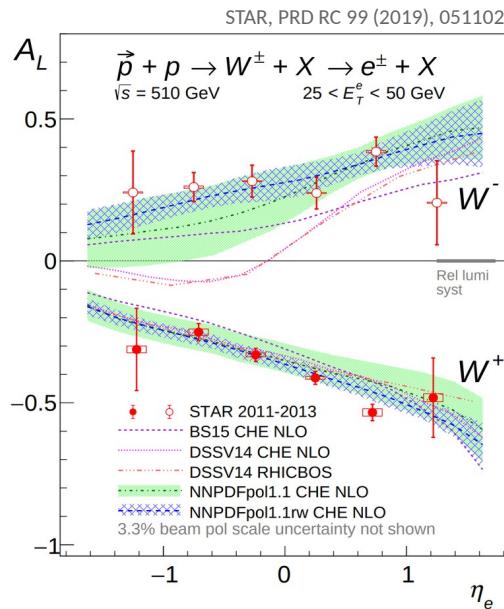 STAR, PRD RC 99 (2019), 051102
A_L
p⃗ + p → W± + X → e± + X
√s = 510 GeV
25 < E_T^e < 50 GeV
0.5
W⁻
0
Rel lumi
syst
W⁺
−0.5
STAR 2011-2013
BS15 CHE NLO
DSSV14 CHE NLO
DSSV14 RHICBOS
NNPDFpol1.1 CHE NLO
NNPDFpol1.1rw CHE NLO
3.3% beam pol scale uncertainty not shown
−1
−1
0
1
η_e